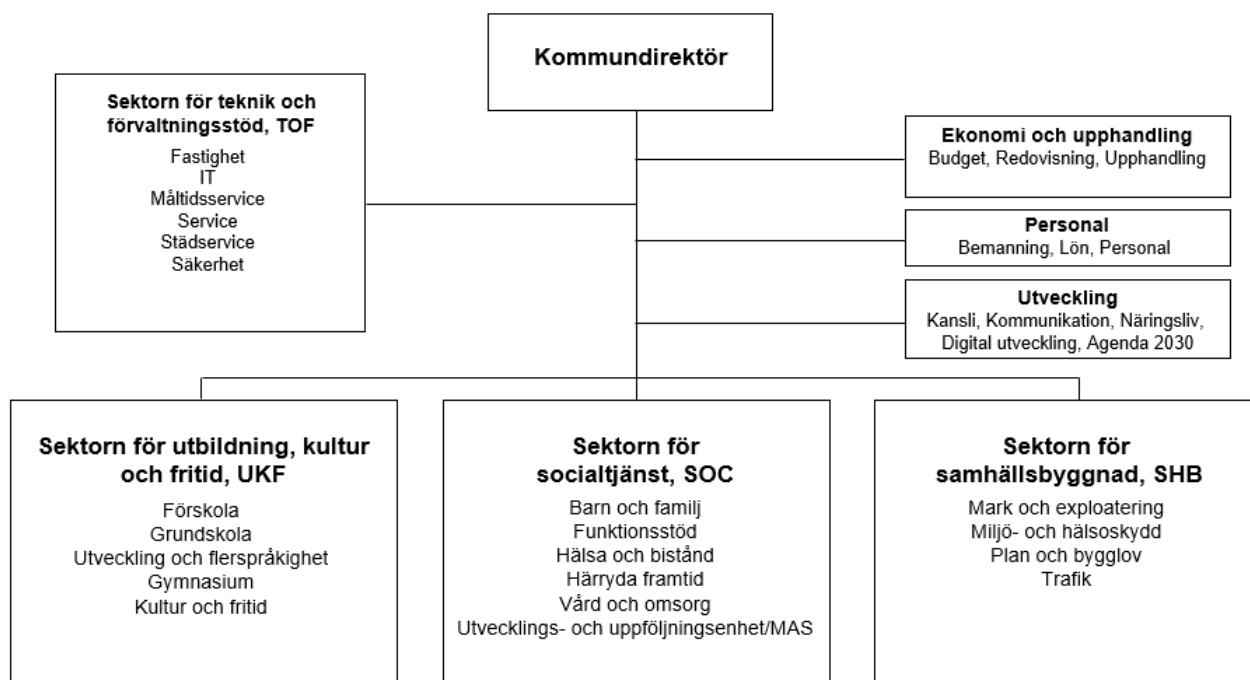 Kommundirektör
Sektorn för teknik och
förvaltningsstöd, TOF
Fastighet
IT
Måltidsservice
Service
Städservice
Säkerhet
Ekonomi och upphandling
Budget, Redovisning, Upphandling
Personal
Bemanning, Lön, Personal
Utveckling
Kansli, Kommunikation, Näringsliv,
Digital utveckling, Agenda 2030
Sektorn för utbildning, kultur
och fritid, UKF
Förskola
Grundskola
Utveckling och flerspråkighet
Gymnasium
Kultur och fritid
Sektorn för
socialtjänst, SOC
Barn och familj
Funktionsstöd
Hälsa och bistånd
Härryda framtid
Vård och omsorg
Utvecklings- och uppföljningsenhet/MAS
Sektorn för
samhällsbyggnad, SHB
Mark och exploatering
Miljö- och hälsoskydd
Plan och bygglov
Trafik